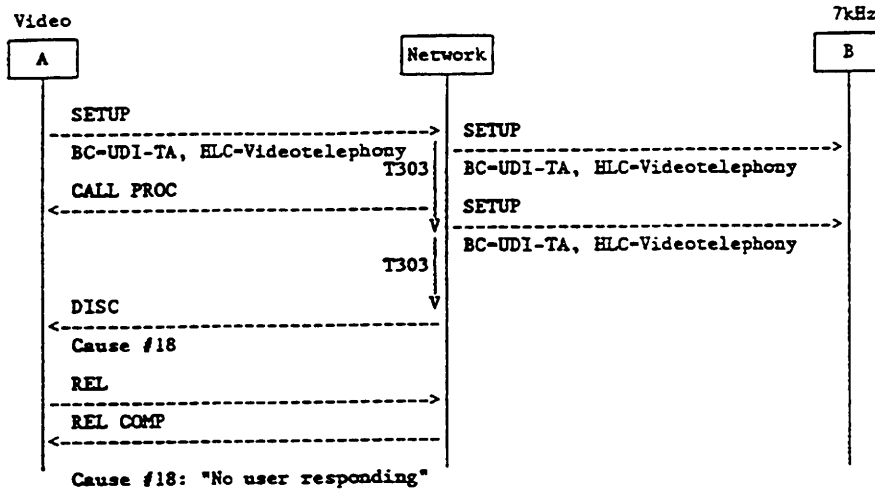 Video
7kHz
A
Network
B
SETUP
SETUP
BC=UDI-TA, HLC=Videotelephony
T303
BC=UDI-TA, HLC=Videotelephony
CALL PROC
SETUP
BC=UDI-TA, HLC=Videotelephony
T303
DISC
Cause #18
REL
REL COMP
Cause #18: "No user responding"